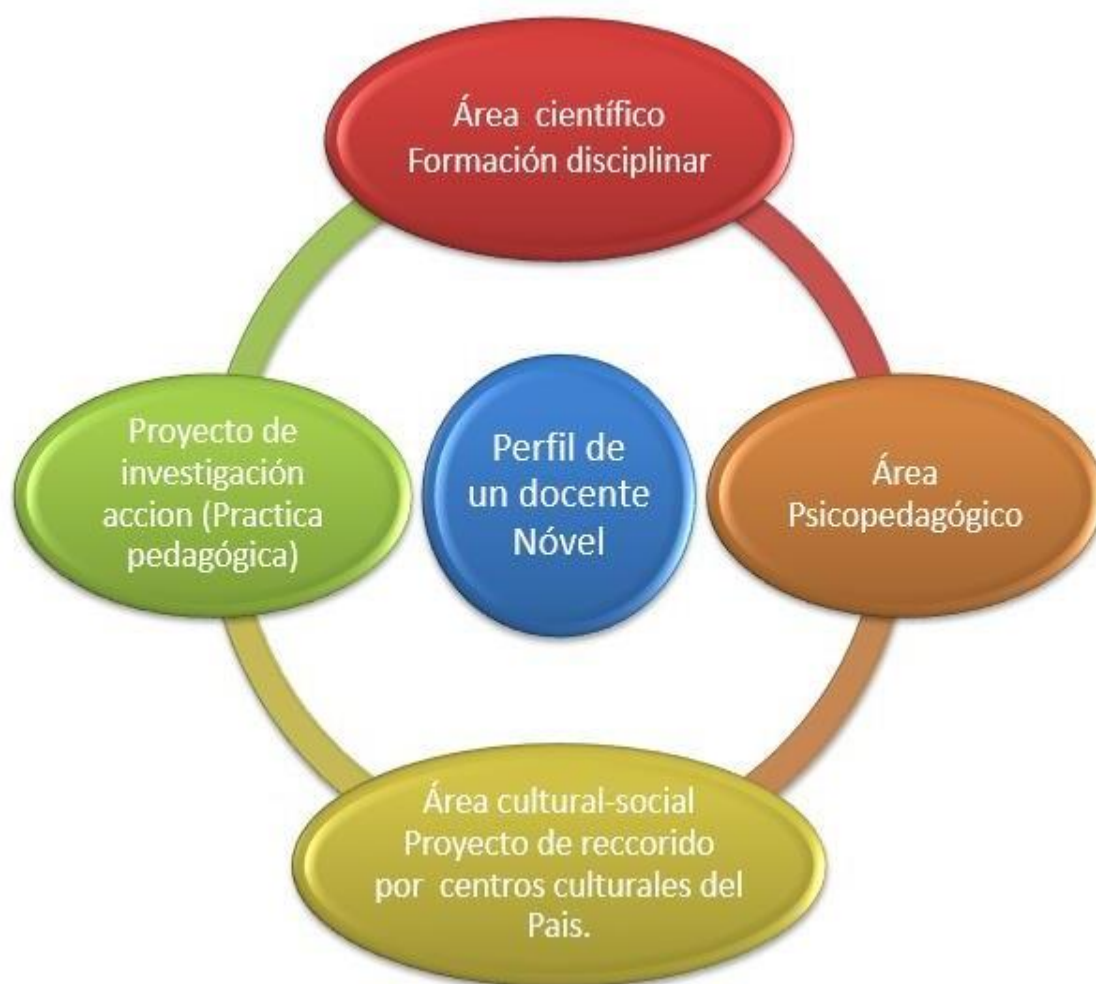 Área científico
Formación disciplinar
Proyecto de
investigación
accion (Practica
pedagógica)
Perfil de
un docente
Nóvel
Área
Psicopedagógico
Área cultural-social
Proyecto de reccorido
por centros culturales del
Pais.